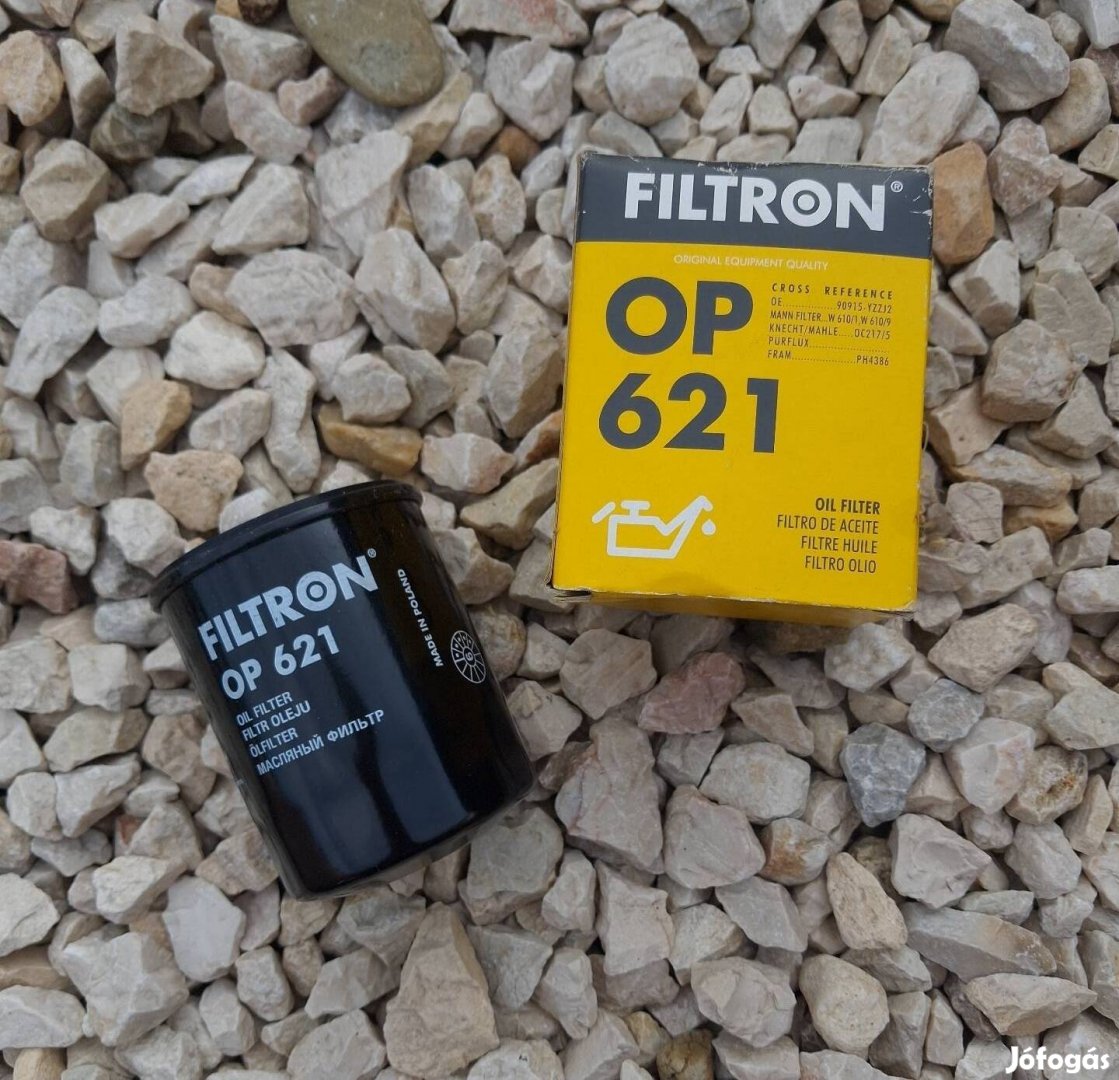 FILTRON®
ORIGINAL EQUIPMENT QUALITY
OP
621
CROSS REFERENCE
OE................90915-YZZJ2
MANN FILTER...W 610/1,W 610/9
KNECHT/MAHLE.....OC217/5
PURFLUX........................
FRAM...................PH4386
OIL FILTER
FILTRO DE ACEITE
FILTRE HUILE
FILTRO OLIO
FILTRON®
OP 621
OIL FILTER
FILTR OLEJU
ÖLFILTER
МАСЛЯНЫЙ ФИЛЬТР
MADE IN POLAND
Jófogás